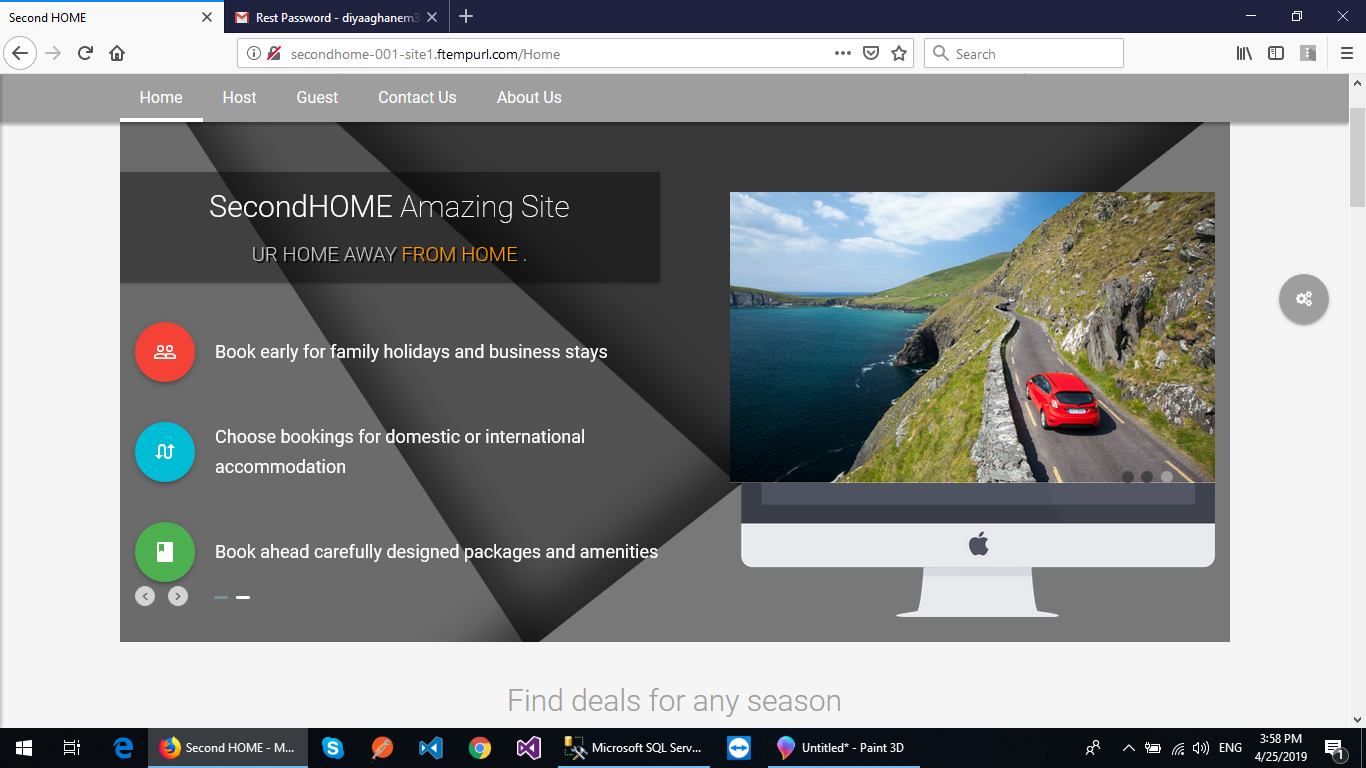 Second HOME
Rest Password - diyaaghanem3
secondhome-001-site1.ftempurl.com/Home
Search
Home
Host
Guest
Contact Us
About Us
SecondHOME Amazing Site
UR HOME AWAY FROM HOME .
Book early for family holidays and business stays
Choose bookings for domestic or international
accommodation
Book ahead carefully designed packages and amenities
Find deals for any season
Second HOME - M...
Microsoft SQL Serv...
Untitled* - Paint 3D
ENG
3:58 PM
4/25/2019
1